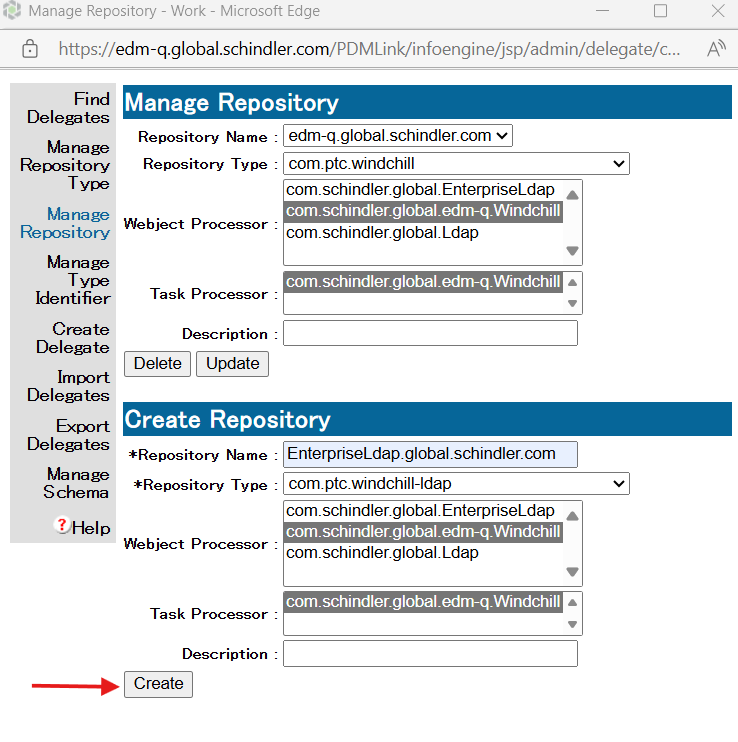 Manage Repository - Work - Microsoft Edge
https://edm-q.global.schindler.com/PDMLink/infoengine/jsp/admin/delegate/c...
Find
Delegates
Manage
Repository
Type
Manage
Repository
Manage
Type
Identifier
Create
Delegate
Import
Delegates
Export
Delegates
Manage
Schema
?Help
Manage Repository
Repository Name : edm-q.global.schindler.com
Repository Type : com.ptc.windchill
Webject Processor :
com.schindler.global.EnterpriseLdap
com.schindler.global.edm-q.Windchill
com.schindler.global.Ldap
Task Processor :
com.schindler.global.edm-q.Windchill
Description :
Delete Update
Create Repository
*Repository Name : EnterpriseLdap.global.schindler.com
*Repository Type : com.ptc.windchill-ldap
Webject Processor :
com.schindler.global.EnterpriseLdap
com.schindler.global.edm-q.Windchill
com.schindler.global.Ldap
Task Processor :
com.schindler.global.edm-q.Windchill
Description :
Create